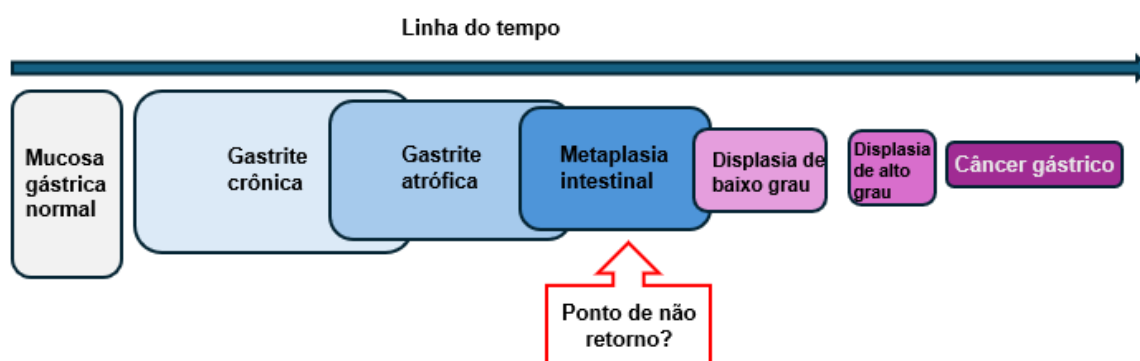 Linha do tempo
Mucosa
gástrica
normal
Gastrite
crônica
Gastrite
atrófica
Metaplasia
intestinal
Displasia de
baixo grau
Displasia
de alto
grau
Câncer gástrico
Ponto de não
retorno?